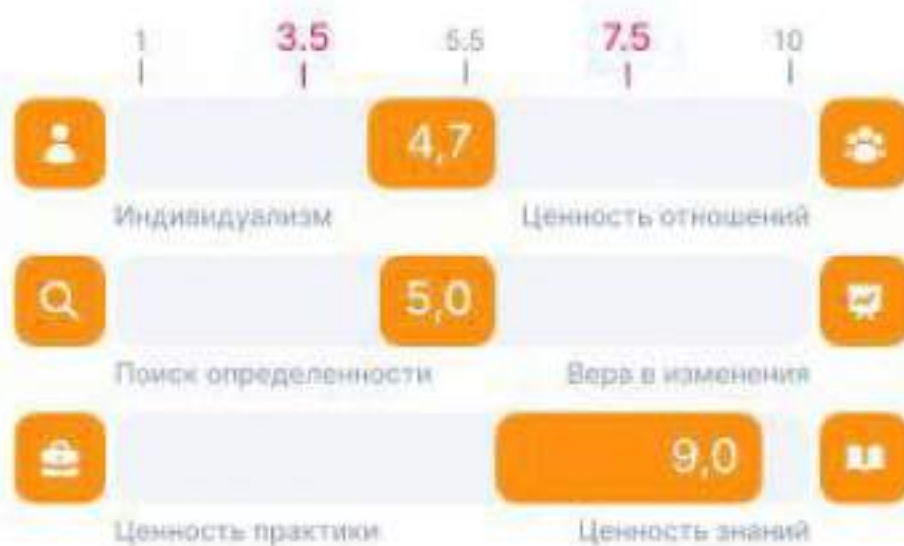 1 3.5 5.5 7.5 10
4,7
Индивидуализм Ценность отношений
5,0
Поиск определенности Вера в изменения
9,0
Ценность практики Ценность знаний